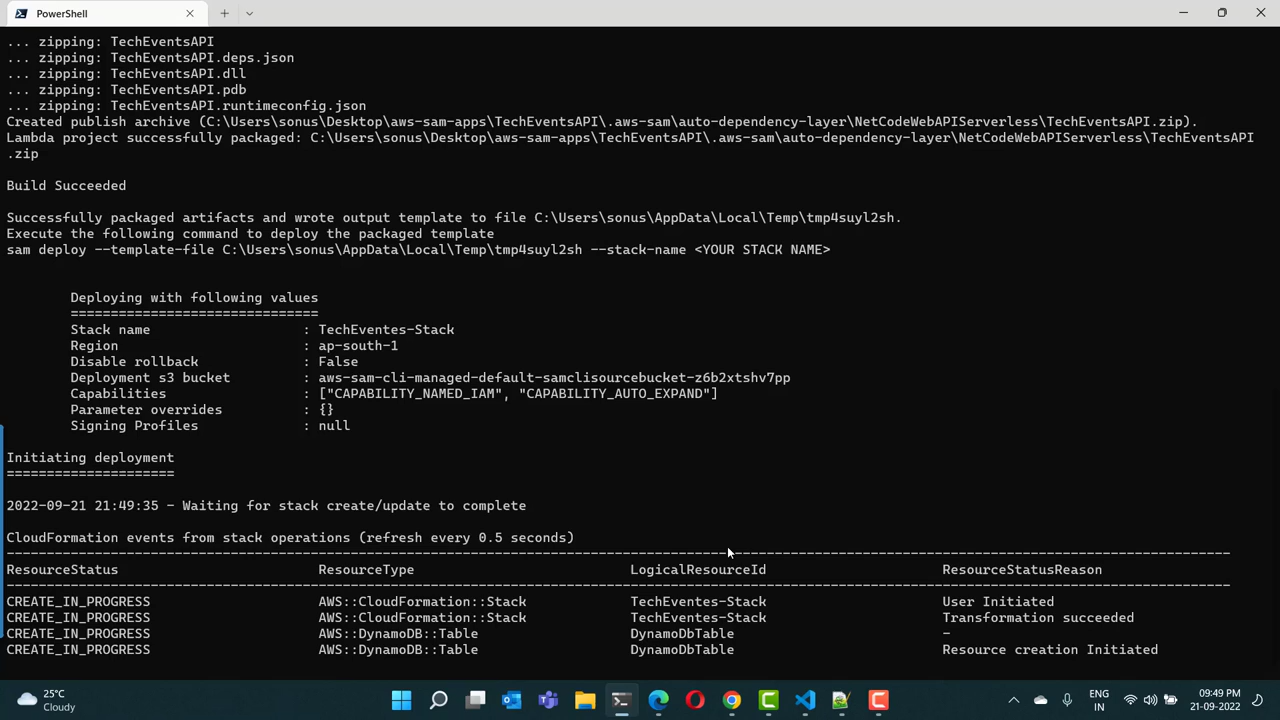 PowerShell
... zipping: TechEventsAPI
... zipping: TechEventsAPI.deps.json
... zipping: TechEventsAPI.dll
... zipping: TechEventsAPI.pdb
... zipping: TechEventsAPI.runtimeconfig.json
Created publish archive (C:\Users\sonus\Desktop\aws-sam-apps\TechEventsAPI\.aws-sam\auto-dependency-layer\NetCodeWebAPIServerless\TechEventsAPI.zip).
Lambda project successfully packaged: C:\Users\sonus\Desktop\aws-sam-apps\TechEventsAPI\.aws-sam\auto-dependency-layer\NetCodeWebAPIServerless\TechEventsAPI
.zip
Build Succeeded
Successfully packaged artifacts and wrote output template to file C:\Users\sonus\AppData\Local\Temp\tmp4suyl2sh.
Execute the following command to deploy the packaged template
sam deploy --template-file C:\Users\sonus\AppData\Local\Temp\tmp4suyl2sh --stack-name <YOUR STACK NAME>
Deploying with following values
===============================
Stack name : TechEventes-Stack
Region : ap-south-1
Disable rollback : False
Deployment s3 bucket : aws-sam-cli-managed-default-samclisourcebucket-z6b2xtshv7pp
Capabilities : ["CAPABILITY_NAMED_IAM", "CAPABILITY_AUTO_EXPAND"]
Parameter overrides : {}
Signing Profiles : null
Initiating deployment
=====================
2022-09-21 21:49:35 - Waiting for stack create/update to complete
CloudFormation events from stack operations (refresh every 0.5 seconds)
ResourceStatus ResourceType LogicalResourceId ResourceStatusReason
CREATE_IN_PROGRESS AWS::CloudFormation::Stack TechEventes-Stack User Initiated
CREATE_IN_PROGRESS AWS::CloudFormation::Stack TechEventes-Stack Transformation succeeded
CREATE_IN_PROGRESS AWS::DynamoDB::Table DynamoDbTable -
CREATE_IN_PROGRESS AWS::DynamoDB::Table DynamoDbTable Resource creation Initiated
25°C
Cloudy
ENG
IN
09:49 PM
21-09-2022